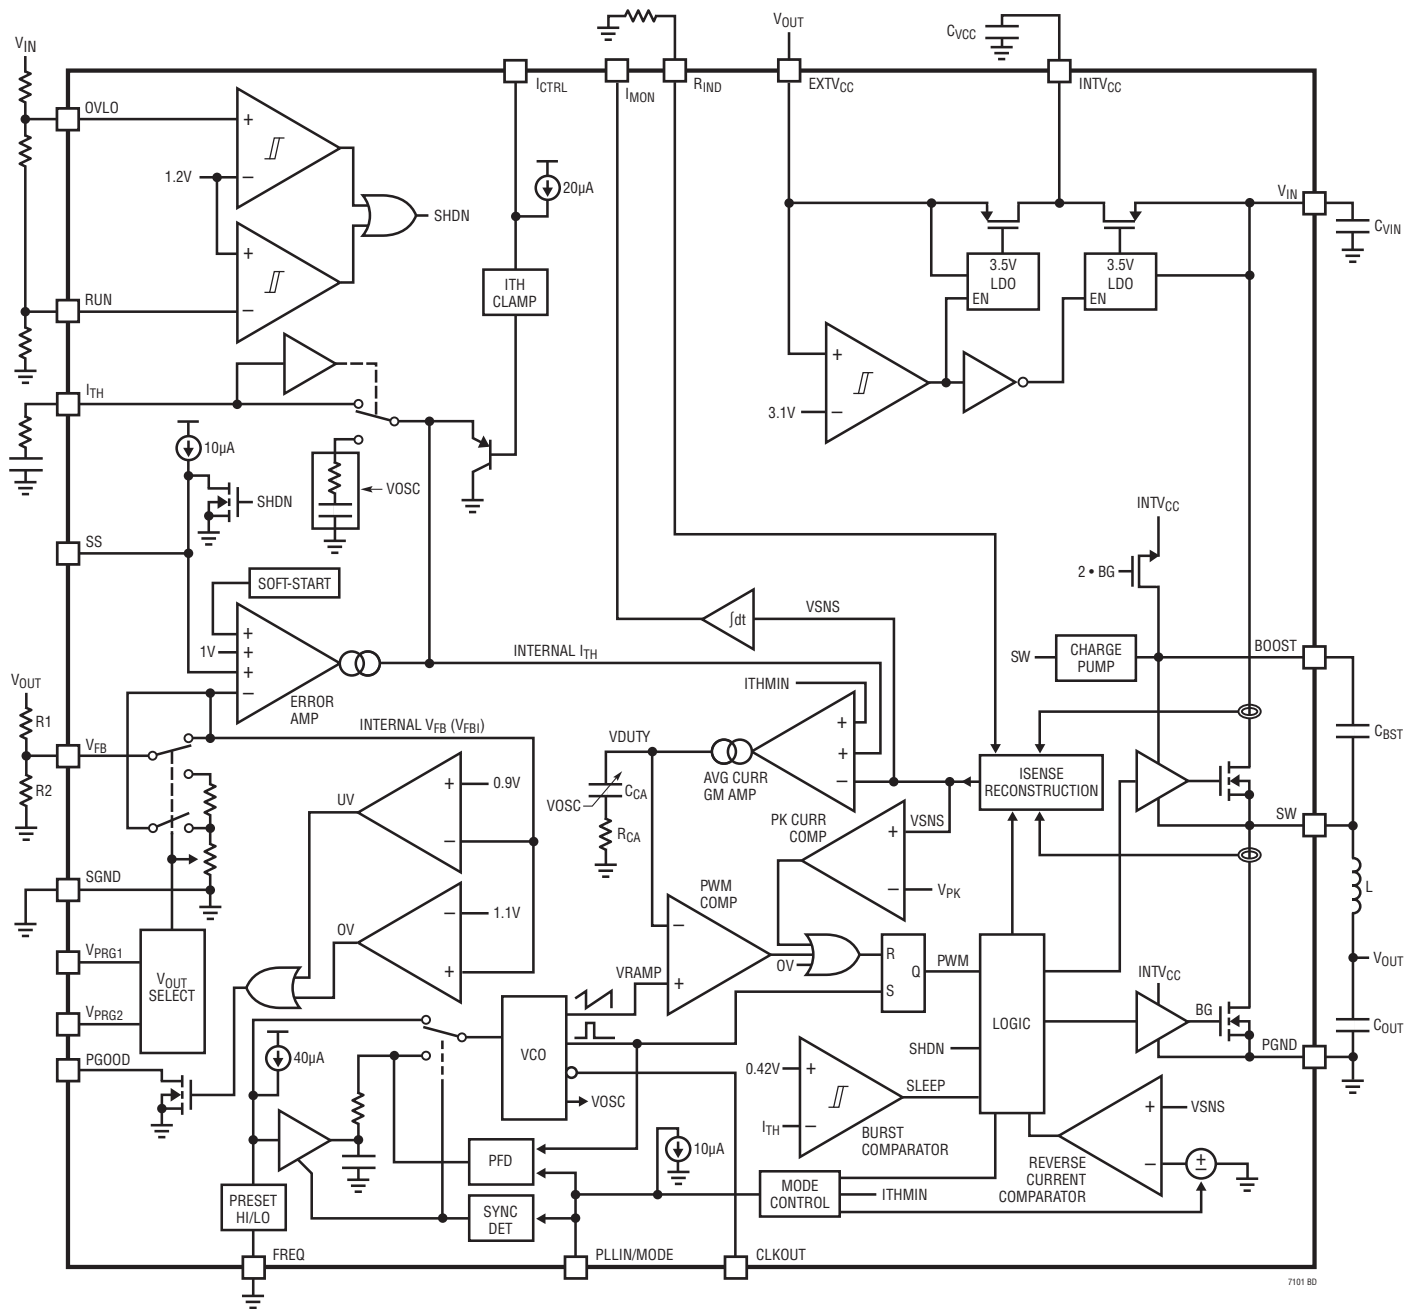 VOUT
CVCC
VIN
ICTRL
IMON
RIND
EXTVCC
INTVCC
OVLO
+
1.2V
−
20µA
SHDN
VIN
CVIN
+
ITH
CLAMP
3.5V
LDO
EN
3.5V
LDO
EN
RUN
−
+
3.1V
−
ITH
10µA
VOSC
SHDN
INTVCC
SS
2 • BG
SOFT-START
∫dt
VSNS
+
1V
+
+
−
INTERNAL ITH
SW
CHARGE
PUMP
BOOST
ERROR
AMP
ITHMIN
VOUT
R1
INTERNAL VFB (VFBI)
VDUTY
+
+
−
CBST
VFB
AVG CURR
GM AMP
ISENSE
RECONSTRUCTION
R2
UV
+
0.9V
−
VOSC
CCA
RCA
PK CURR
COMP
+
VSNS
SW
SGND
PWM
COMP
−
VPK
L
OV
−
1.1V
+
−
+
VPRG1
VOUT
SELECT
VRAMP
OV
R
Q
S
PWM
INTVCC
VOUT
VPRG2
BG
COUT
LOGIC
PGOOD
40µA
VCO
SHDN
PGND
0.42V
+
SLEEP
VOSC
ITH
−
BURST
COMPARATOR
+
VSNS
PFD
10µA
REVERSE
CURRENT
COMPARATOR
−
+
−
PRESET
HI/LO
SYNC
DET
MODE
CONTROL
ITHMIN
FREQ
PLLIN/MODE
CLKOUT
7101 BD